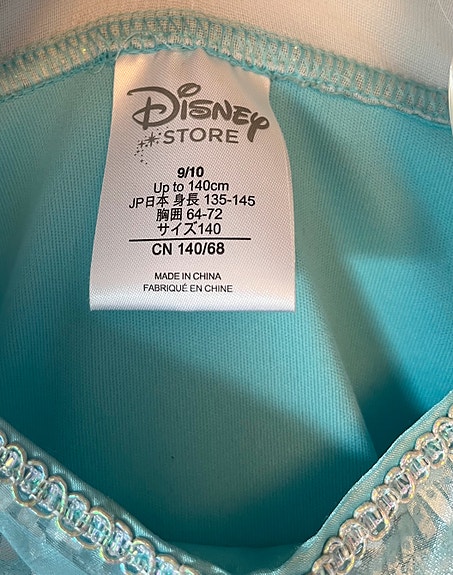 Disney
STORE
9/10
Up to 140cm
JP日本 身長 135-145
胸囲 64-72
サイズ140
CN 140/68
MADE IN CHINA
FABRIQUÉ EN CHINE